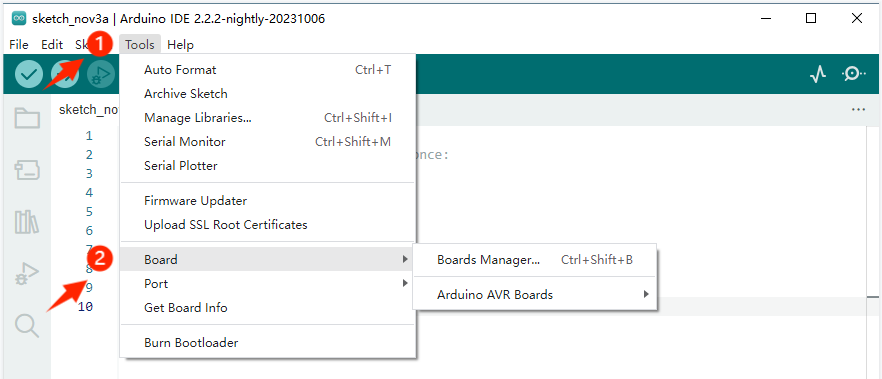 sketch_nov3a | Arduino IDE 2.2.2-nightly-20231006
File Edit Sk 1 Tools Help
Auto Format Ctrl+T
Archive Sketch
sketch_no
Manage Libraries... Ctrl+Shift+I
1
Serial Monitor Ctrl+Shift+M
2 once:
Serial Plotter
3
4
Firmware Updater
5
Upload SSL Root Certificates
6
7
2
Board
Boards Manager... Ctrl+Shift+B
8
Port
9
Arduino AVR Boards
Get Board Info
10
Burn Bootloader